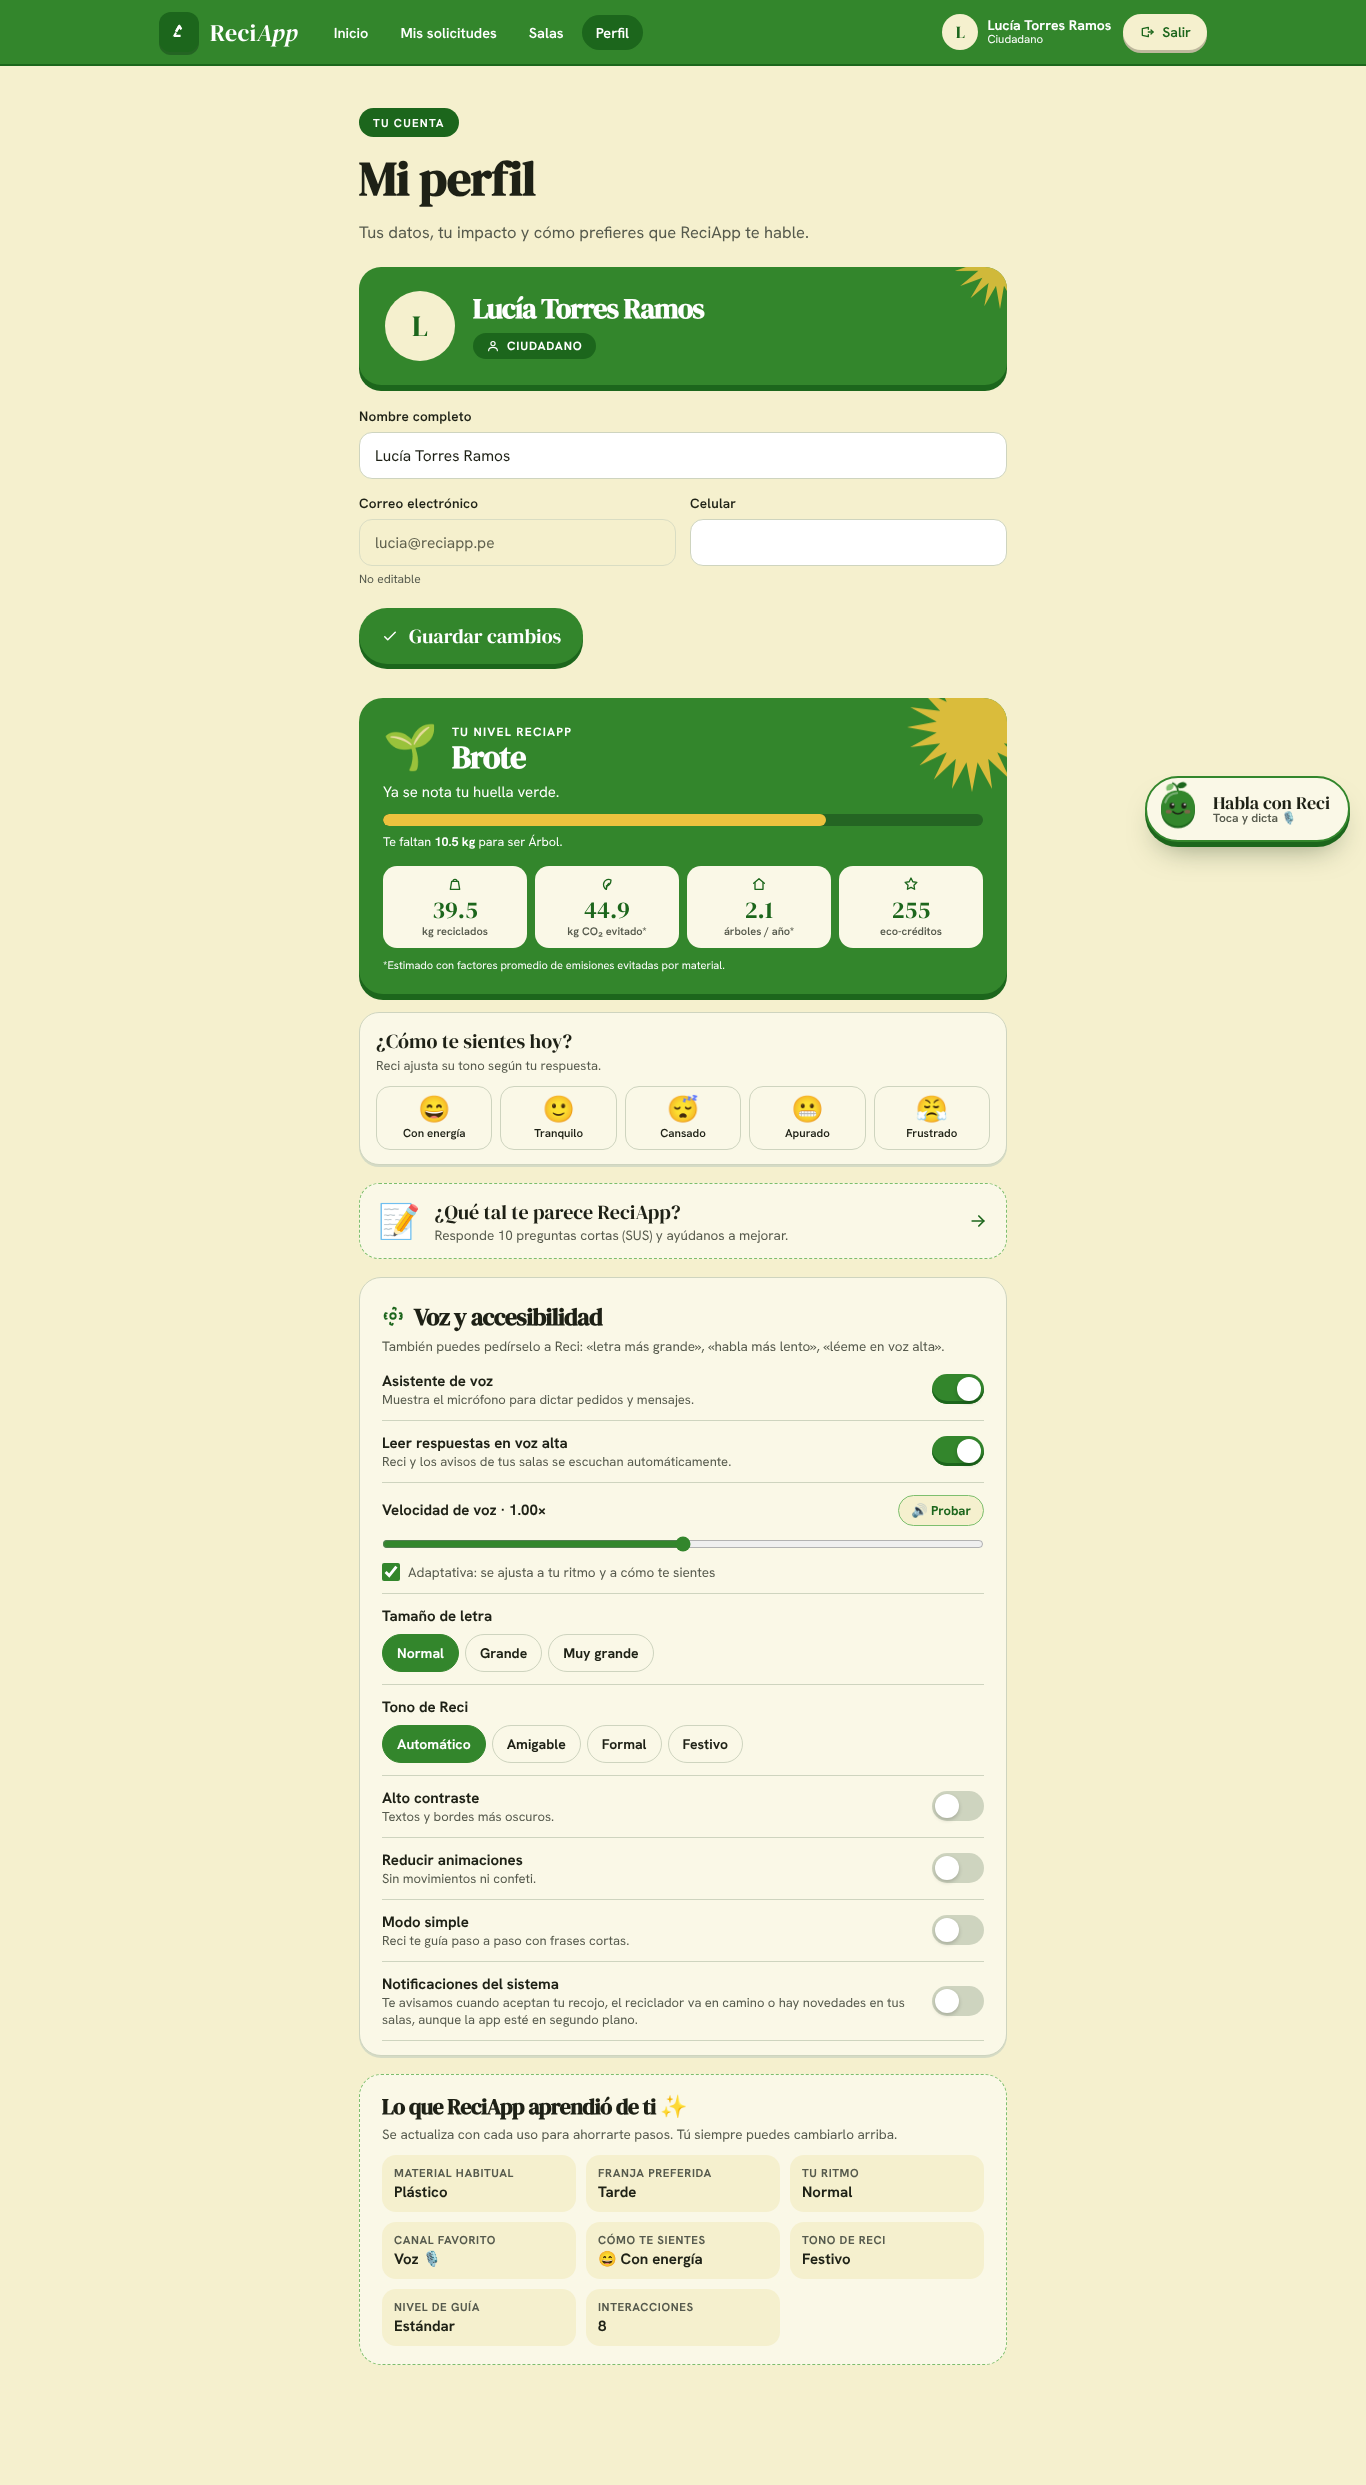 ReciApp
Inicio
Mis solicitudes
Salas
Perfil
L
Lucía Torres Ramos
Ciudadano
Salir
TU CUENTA
Mi perfil
Tus datos, tu impacto y cómo prefieres que ReciApp te hable.
L
Lucía Torres Ramos
CIUDADANO
Nombre completo
Lucía Torres Ramos
Correo electrónico
Celular
lucia@reciapp.pe
No editable
Guardar cambios
TU NIVEL RECIAPP
Brote
Ya se nota tu huella verde.
Te faltan 10.5 kg para ser Árbol.
39.5
kg reciclados
44.9
kg CO₂ evitado*
2.1
árboles / año*
255
eco-créditos
*Estimado con factores promedio de emisiones evitadas por material.
Habla con Reci
Toca y dicta 🎙️
¿Cómo te sientes hoy?
Reci ajusta su tono según tu respuesta.
Con energía
Tranquilo
Cansado
Apurado
Frustrado
¿Qué tal te parece ReciApp?
Responde 10 preguntas cortas (SUS) y ayúdanos a mejorar.
Voz y accesibilidad
También puedes pedírselo a Reci: «letra más grande», «habla más lento», «léeme en voz alta».
Asistente de voz
Muestra el micrófono para dictar pedidos y mensajes.
Leer respuestas en voz alta
Reci y los avisos de tus salas se escuchan automáticamente.
Velocidad de voz · 1.00×
🔊 Probar
Adaptativa: se ajusta a tu ritmo y a cómo te sientes
Tamaño de letra
Normal
Grande
Muy grande
Tono de Reci
Automático
Amigable
Formal
Festivo
Alto contraste
Textos y bordes más oscuros.
Reducir animaciones
Sin movimientos ni confeti.
Modo simple
Reci te guía paso a paso con frases cortas.
Notificaciones del sistema
Te avisamos cuando aceptan tu recojo, el reciclador va en camino o hay novedades en tus
salas, aunque la app esté en segundo plano.
Lo que ReciApp aprendió de ti ✨
Se actualiza con cada uso para ahorrarte pasos. Tú siempre puedes cambiarlo arriba.
MATERIAL HABITUAL
Plástico
FRANJA PREFERIDA
Tarde
TU RITMO
Normal
CANAL FAVORITO
Voz 🎙️
CÓMO TE SIENTES
😄 Con energía
TONO DE RECI
Festivo
NIVEL DE GUÍA
Estándar
INTERACCIONES
8